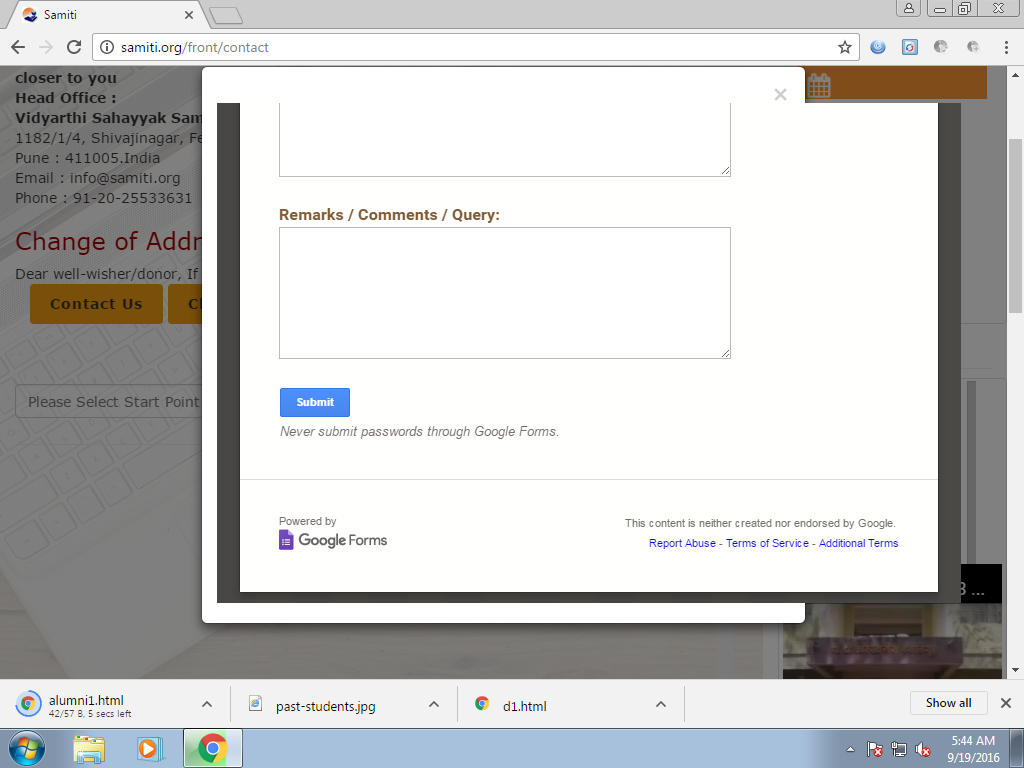 Samiti
samiti.org/front/contact
closer to you
Head Office :
Vidyarthi Sahayyak Sam
1182/1/4, Shivajinagar, Fe
Pune : 411005.India
Email : info@samiti.org
Phone : 91-20-25533631
Change of Addr
Dear well-wisher/donor, If
Contact Us
Please Select Start Point
×
Remarks / Comments / Query:
Submit
Never submit passwords through Google Forms.
Powered by
Google Forms
This content is neither created nor endorsed by Google.
Report Abuse - Terms of Service - Additional Terms
alumni1.html
42/57 B, 5 secs left
past-students.jpg
d1.html
Show all
5:44 AM
9/19/2016